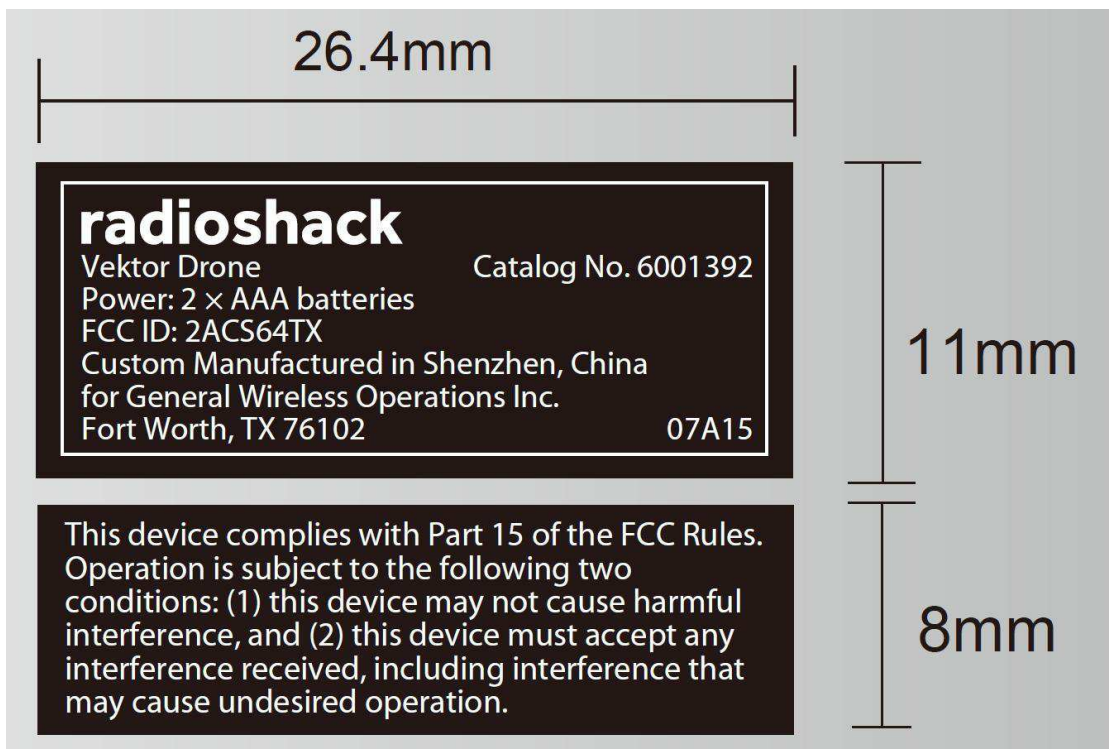 26.4mm
radioshack
Vektor Drone Catalog No. 6001392
Power: 2 × AAA batteries
FCC ID: 2ACS64TX
Custom Manufactured in Shenzhen, China
for General Wireless Operations Inc.
Fort Worth, TX 76102 07A15
11mm
This device complies with Part 15 of the FCC Rules.
Operation is subject to the following two
conditions: (1) this device may not cause harmful
interference, and (2) this device must accept any
interference received, including interference that
may cause undesired operation.
8mm